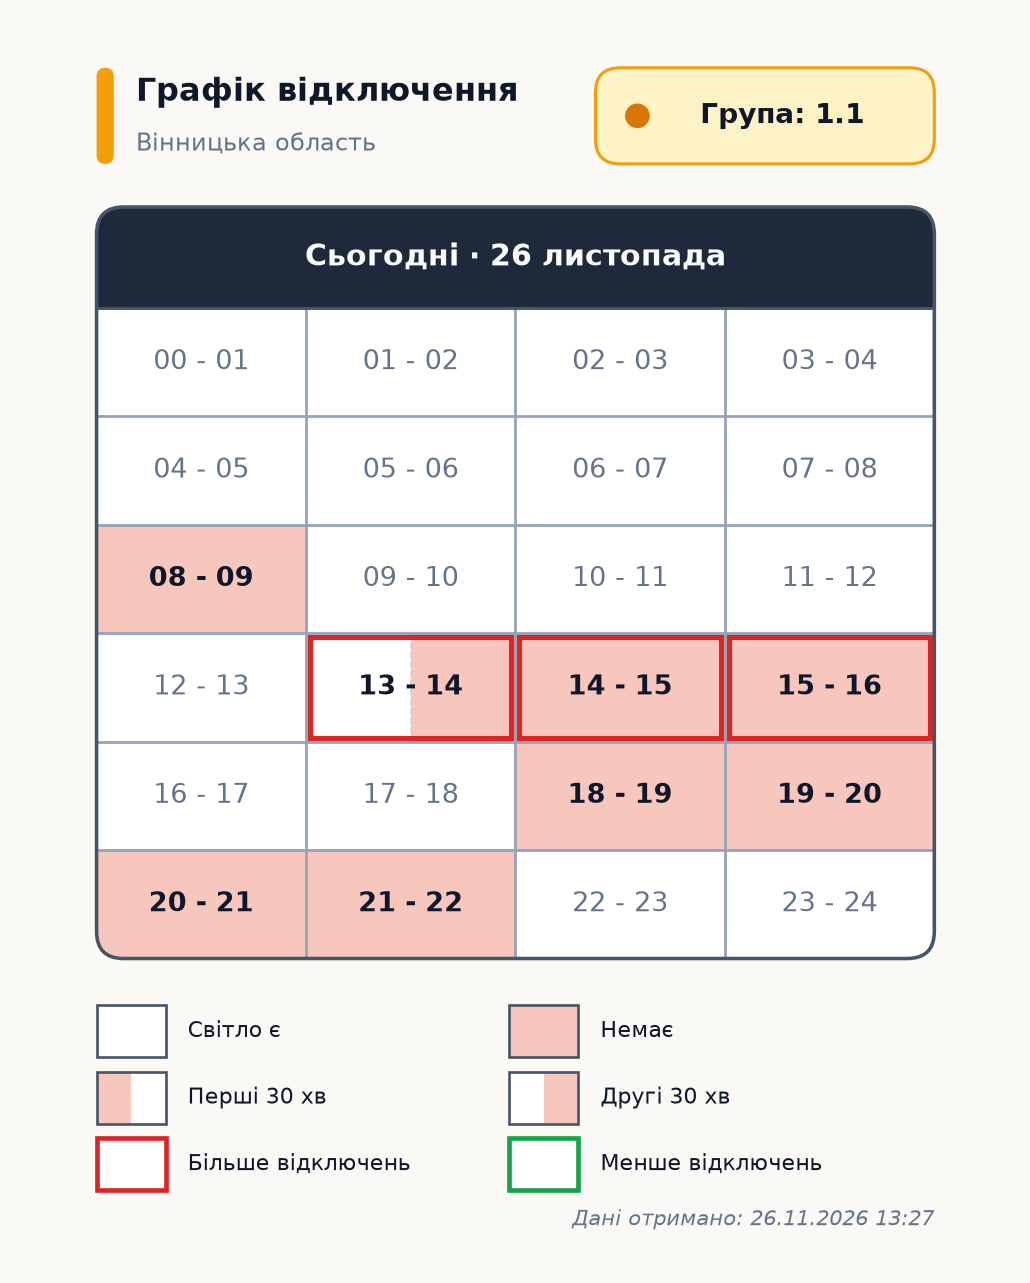 Графік відключення
Вінницька область
Група: 1.1
Сьогодні · 26 листопада
00 - 01 01 - 02 02 - 03 03 - 04
04 - 05 05 - 06 06 - 07 07 - 08
08 - 09 09 - 10 10 - 11 11 - 12
12 - 13 13 - 14 14 - 15 15 - 16
16 - 17 17 - 18 18 - 19 19 - 20
20 - 21 21 - 22 22 - 23 23 - 24
Світло є Немає
Перші 30 хв Другі 30 хв
Більше відключень Менше відключень
Дані отримано: 26.11.2026 13:27